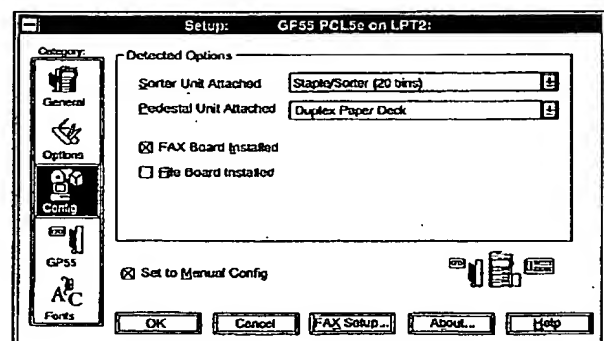 Setup: GP55 PCL5e on LPT2:
Category:
General
Options
Config
GP55
Fonts
Detected Options
Sorter Unit Attached Staple/Sorter (20 bins)
Pedestal Unit Attached Duplex Paper Deck
FAX Board Installed
File Board Installed
Set to Manual Config
OK Cancel FAX Setup... About... Help